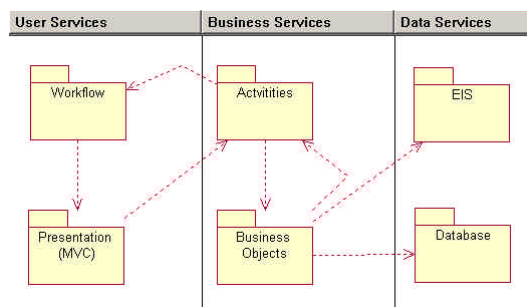 User Services
Business Services
Data Services
Workflow
Actvitities
EIS
Presentation
(MVC)
Business
Objects
Database